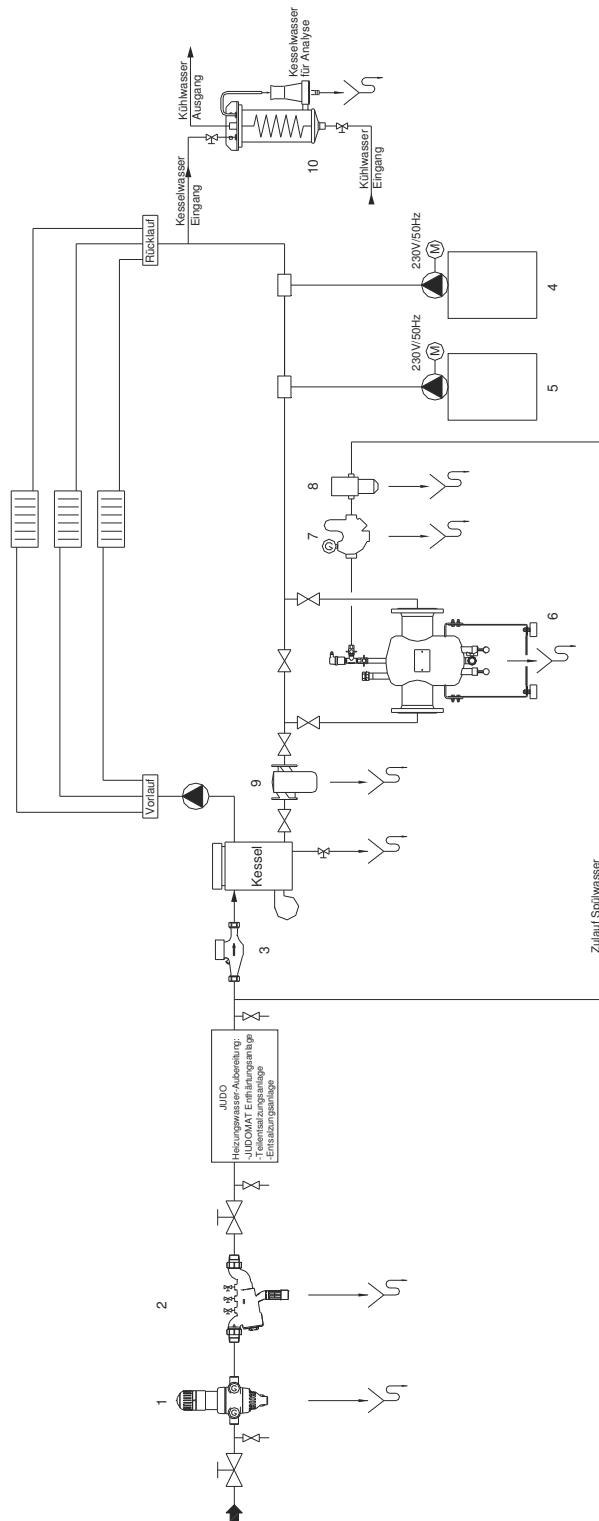 1
2
JUDO
Heizungswasser-Aubereitung:
-JUDOMAT Enthärtungsanlage
-Teilentsalzungsanlage
-Entsalzungsanlage
3
Kessel
9
Vorlauf
Zulauf Spülwasser
6
7
G
8
5
230V/50Hz
M
4
230V/50Hz
M
Rücklauf
Kesselwasser
Eingang
Kühlwasser
Ausgang
10
Kühlwasser
Eingang
Kesselwasser
für Analyse